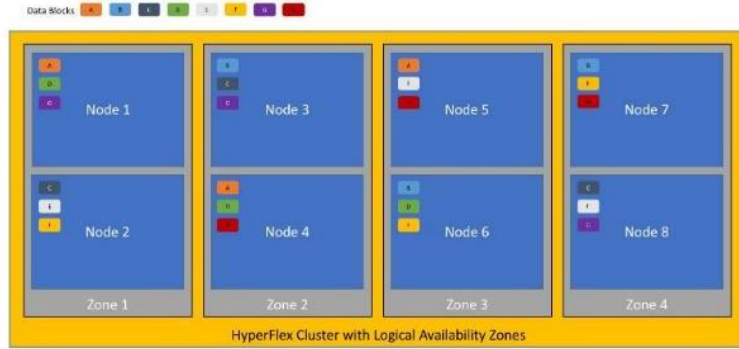 Data Blocks A B C D E F G
A
D
G
Node 1
B
C
G
Node 3
A
E
Node 5
B
F
Node 7
C
E
F
Node 2
A
D
Node 4
B
D
F
Node 6
C
G
Node 8
Zone 1
Zone 2
Zone 3
Zone 4
HyperFlex Cluster with Logical Availability Zones